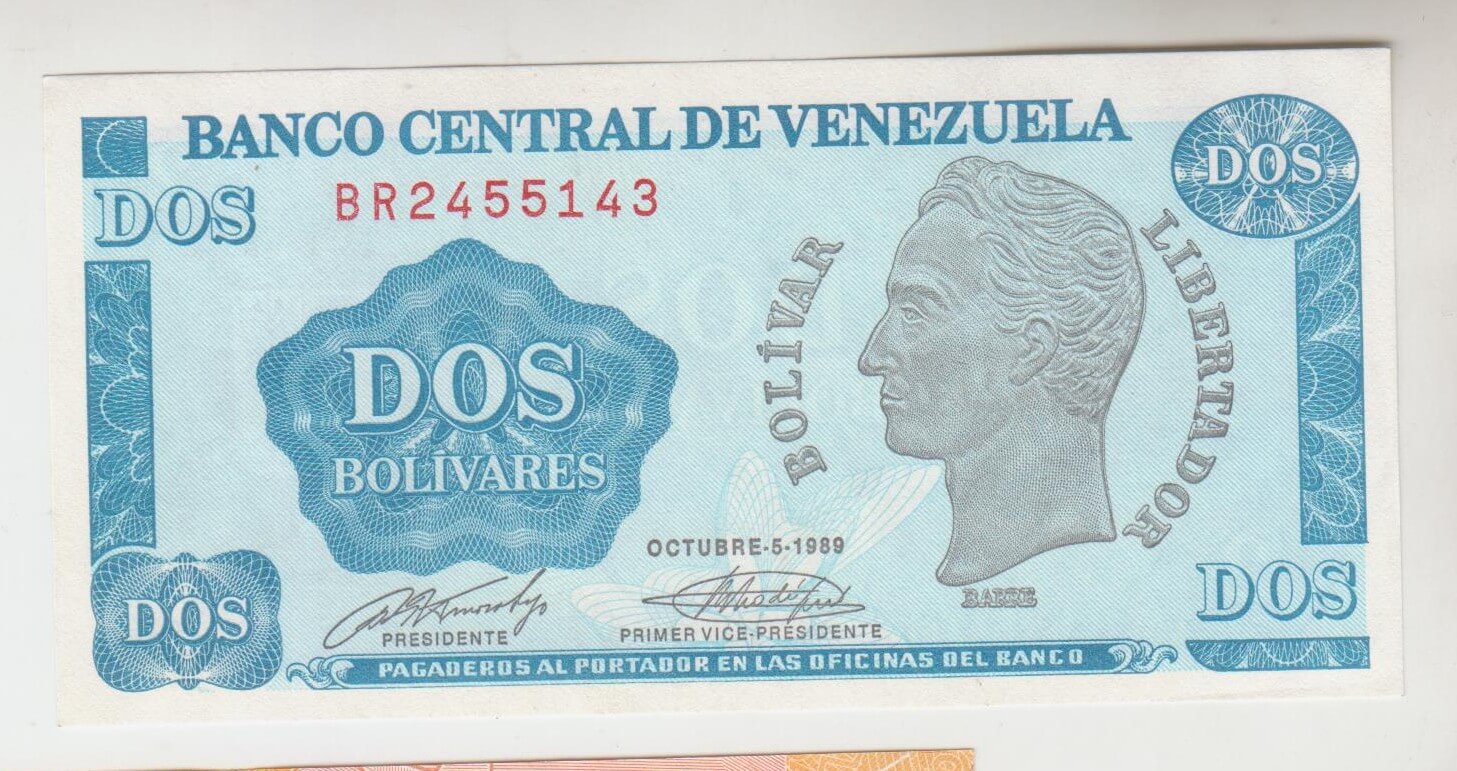 BANCO CENTRAL DE VENEZUELA
DOS
DOS
BR2455143
BOLÍVAR
LIBERTADOR
DOS
BOLÍVARES
OCTUBRE-5-1989
BARRE
DOS
DOS
PRESIDENTE
PRIMER VICE-PRESIDENTE
PAGADEROS AL PORTADOR EN LAS OFICINAS DEL BANCO